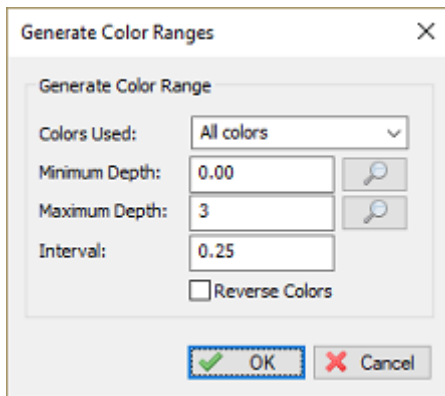 Generate Color Ranges
Generate Color Range
Colors Used: All colors
Minimum Depth: 0.00
Maximum Depth: 3
Interval: 0.25
Reverse Colors
OK Cancel